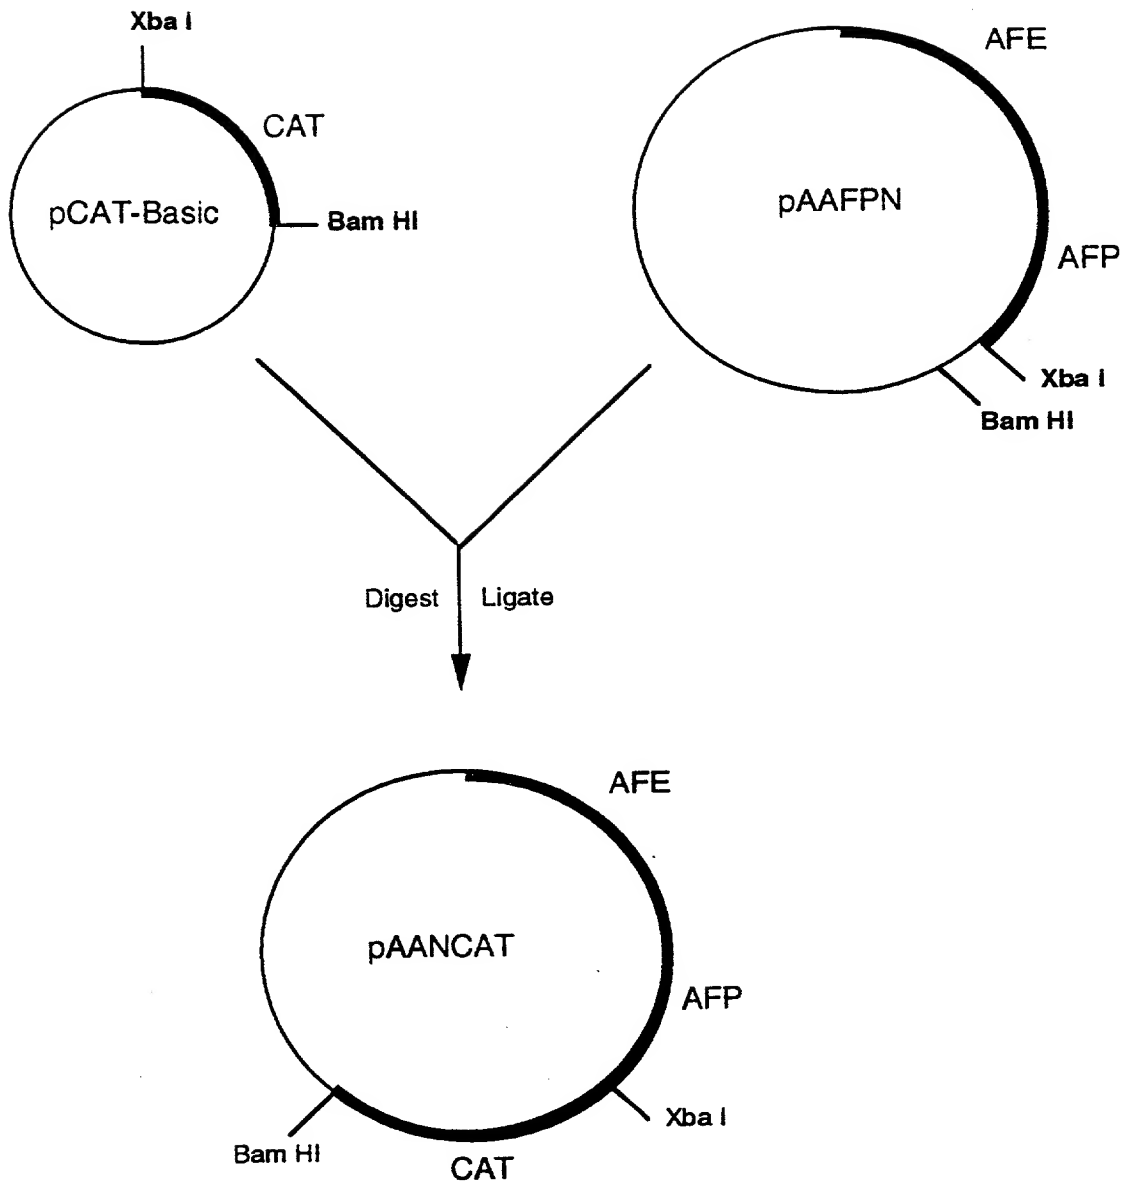 Xba I
CAT
pCAT-Basic
Bam HI
AFE
pAAFPN
AFP
Xba I
Bam HI
Digest
Ligate
AFE
pAANCAT
AFP
Xba I
Bam HI
CAT